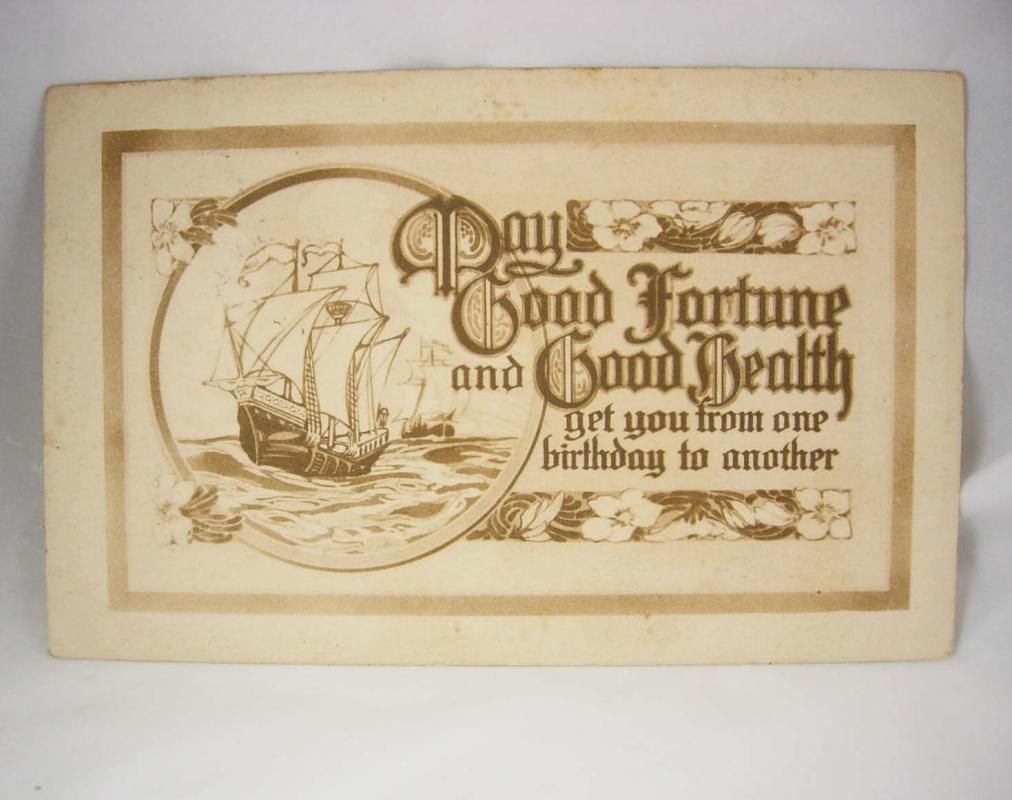 May
Good Fortune
and Good Health
get you from one
birthday to another